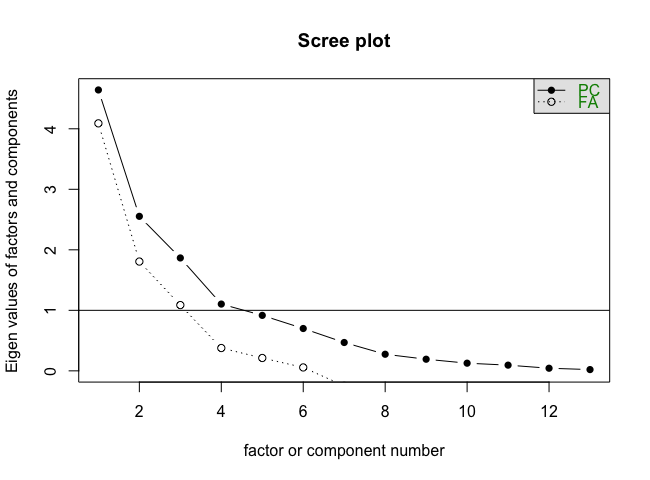 Scree plot
PC
FA
Eigen values of factors and components
4
3
2
1
0
2 4 6 8 10 12
factor or component number